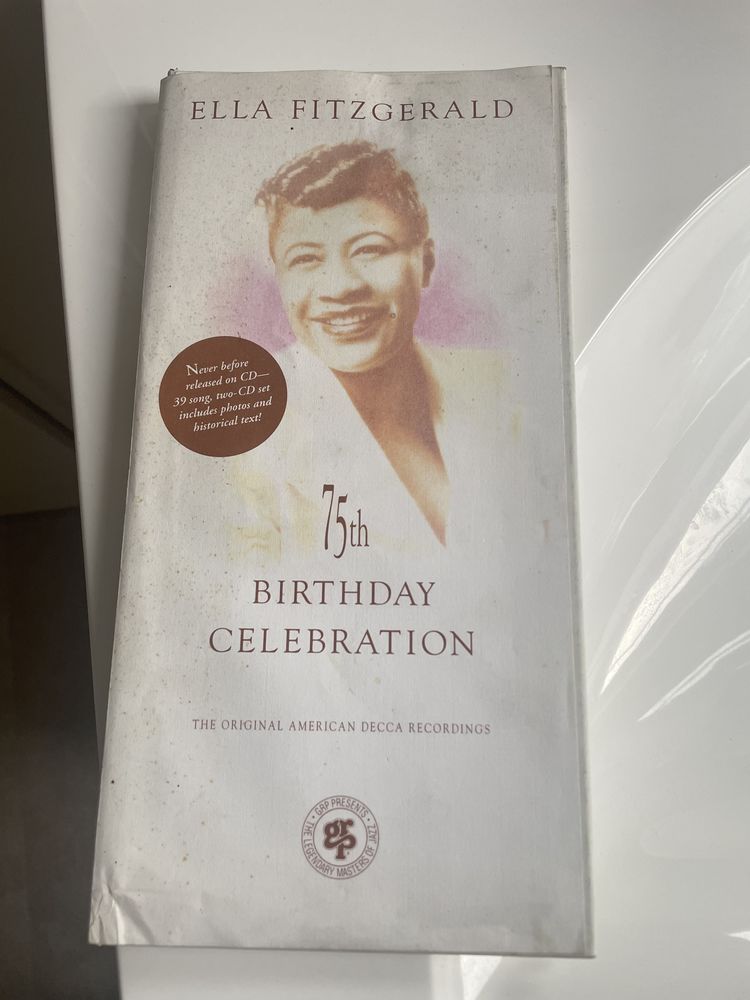 ELLA FITZGERALD
Never before
released on CD—
39 song, two-CD set
includes photos and
historical text!
75th
BIRTHDAY
CELEBRATION
THE ORIGINAL AMERICAN DECCA RECORDINGS
GRP PRESENTS •
THE LEGENDARY MASTERS OF JAZZ •
grp